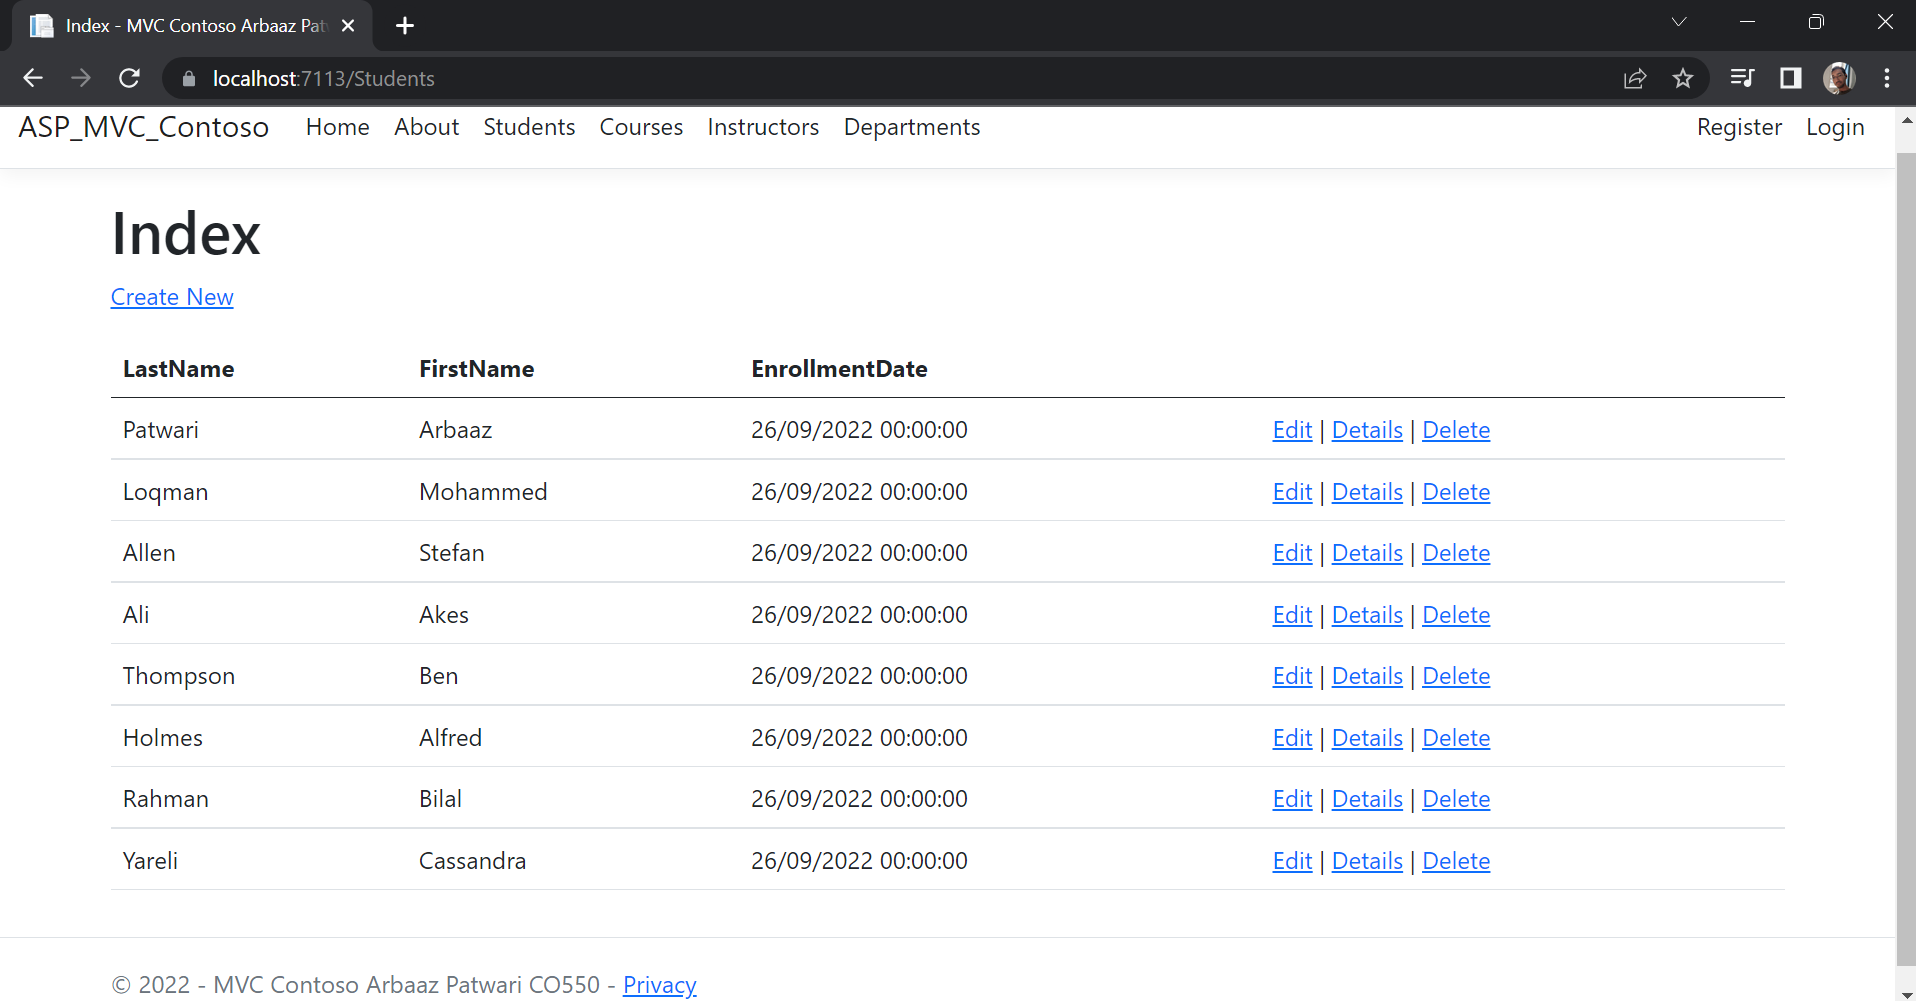 Index - MVC Contoso Arbaaz Pat
localhost:7113/Students
ASP_MVC_Contoso Home About Students Courses Instructors Departments Register Login
Index
Create New
LastName FirstName EnrollmentDate
Patwari Arbaaz 26/09/2022 00:00:00 Edit | Details | Delete
Loqman Mohammed 26/09/2022 00:00:00 Edit | Details | Delete
Allen Stefan 26/09/2022 00:00:00 Edit | Details | Delete
Ali Akes 26/09/2022 00:00:00 Edit | Details | Delete
Thompson Ben 26/09/2022 00:00:00 Edit | Details | Delete
Holmes Alfred 26/09/2022 00:00:00 Edit | Details | Delete
Rahman Bilal 26/09/2022 00:00:00 Edit | Details | Delete
Yareli Cassandra 26/09/2022 00:00:00 Edit | Details | Delete
© 2022 - MVC Contoso Arbaaz Patwari CO550 - Privacy